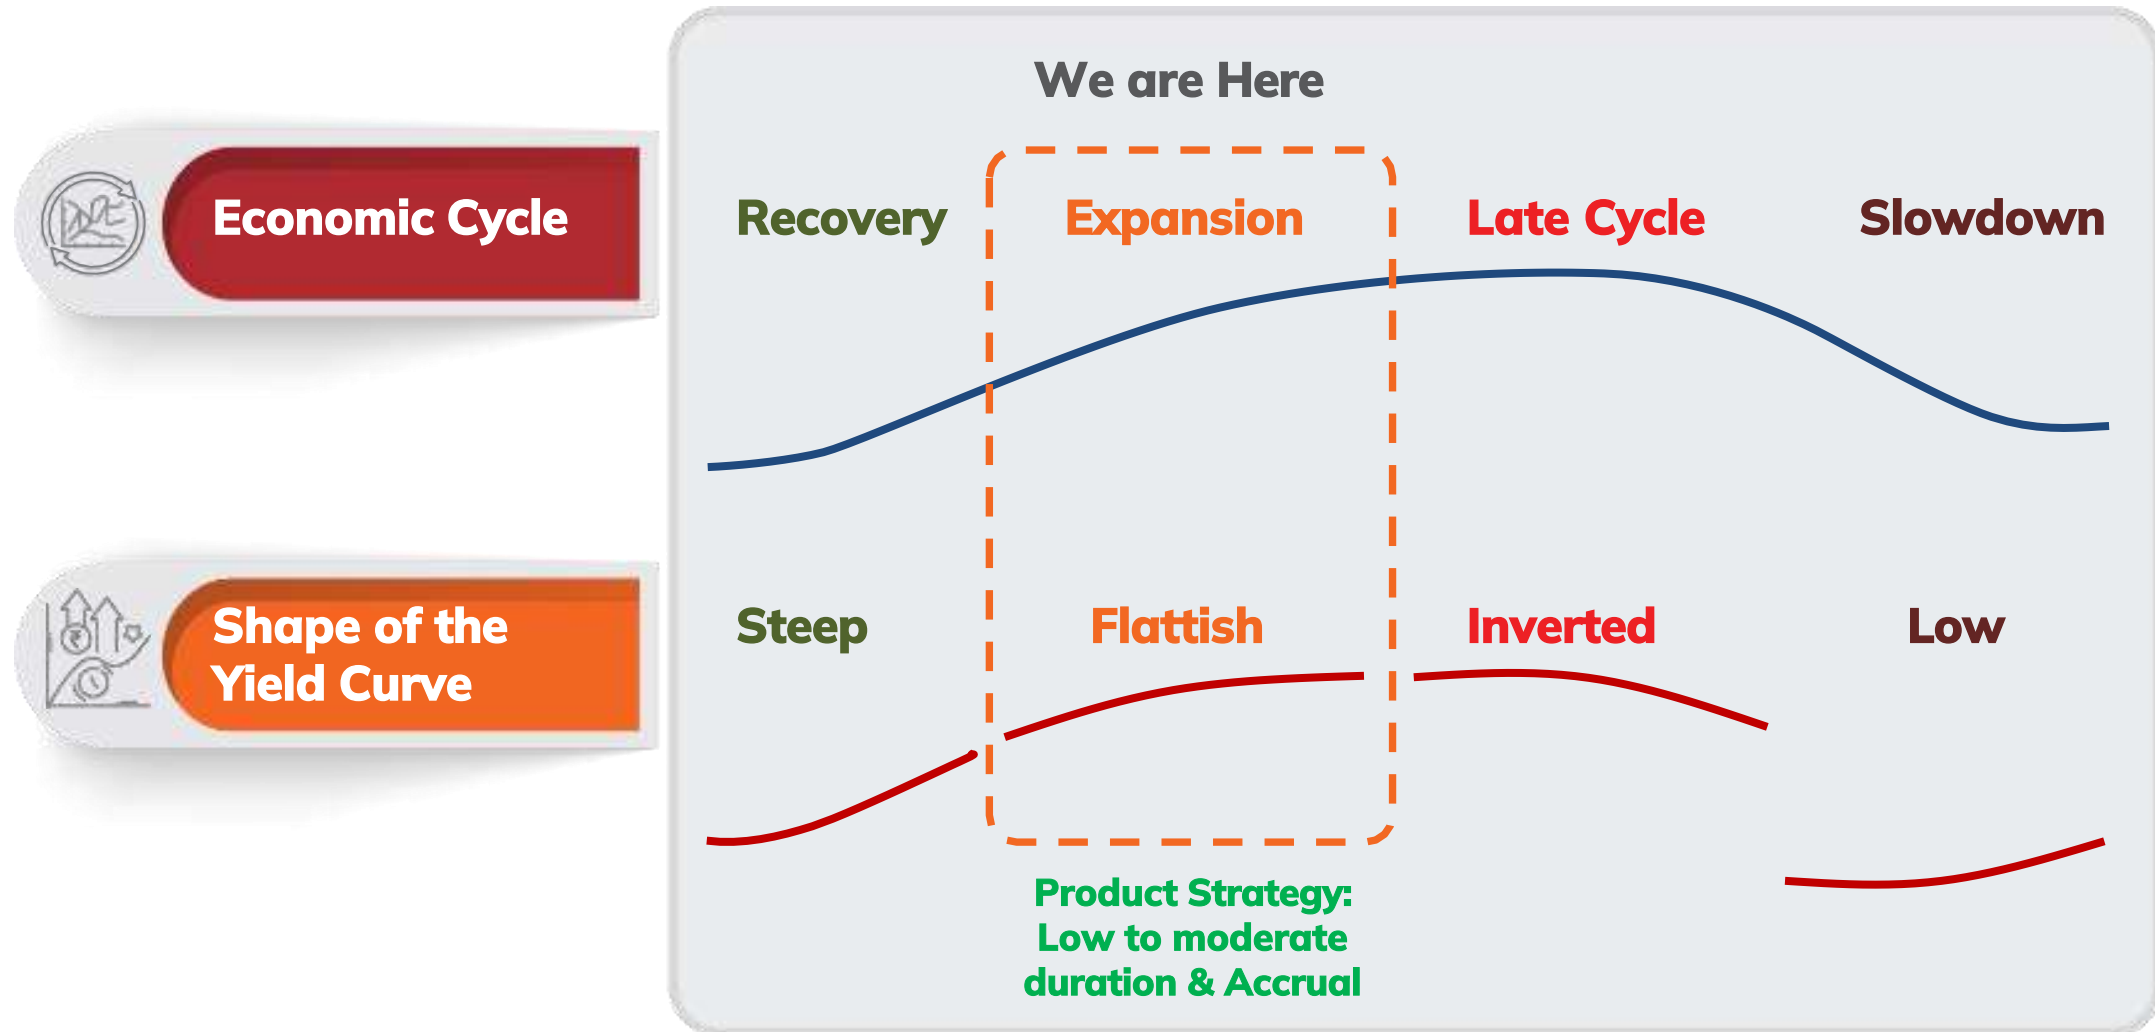 We are Here
Economic Cycle
Recovery
Expansion
Late Cycle
Slowdown
Shape of the
Yield Curve
Steep
Flattish
Inverted
Low
Product Strategy:
Low to moderate
duration & Accrual